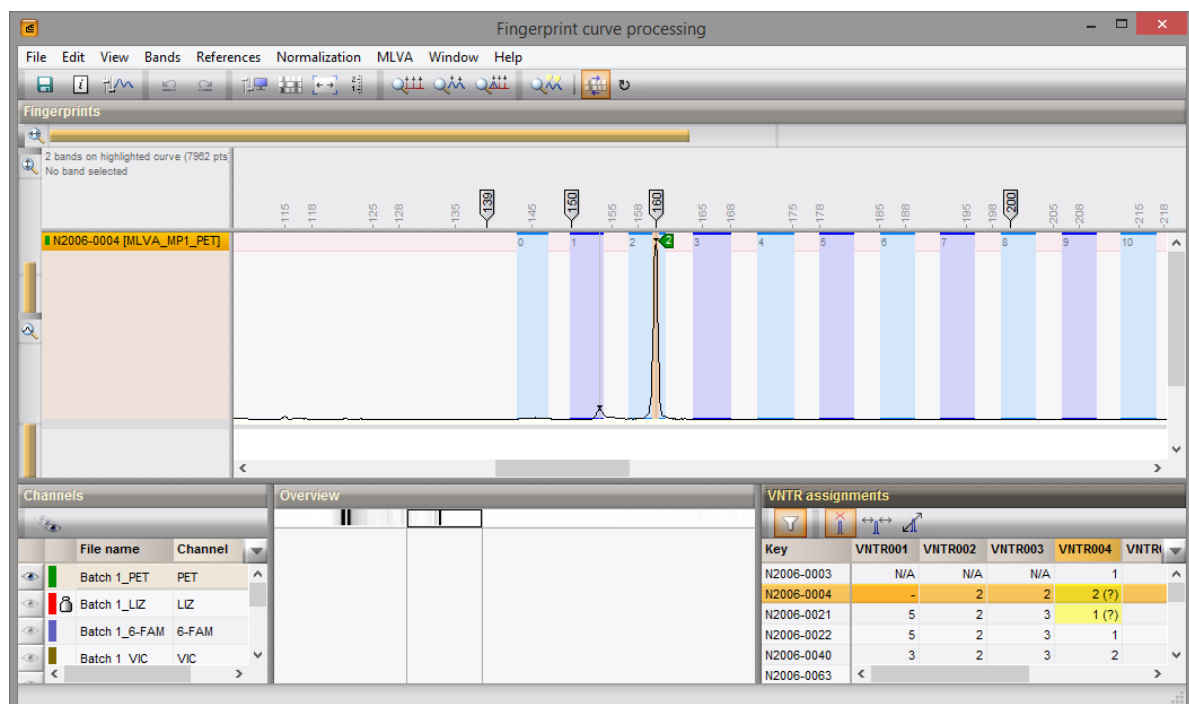 Fingerprint curve processing
File Edit View Bands References Normalization MLVA Window Help
Fingerprints
2 bands on highlighted curve (7962 pts)
No band selected
115 118 125 128 135 139 145 150 155 158 160 165 168 175 178 185 188 195 198 200 205 208 215 218
N2006-0004 [MLVA_MP1_PET]
0 1 2 2 3 4 5 6 7 8 9 10
Channels
File name Channel
Batch 1_PET PET
Batch 1_LIZ LIZ
Batch 1_6-FAM 6-FAM
Batch 1_VIC VIC
Overview
VNTR assignments
Key VNTR001 VNTR002 VNTR003 VNTR004 VNTR
N2006-0003 N/A N/A N/A 1
N2006-0004 - 2 2 2 (?)
N2006-0021 5 2 3 1 (?)
N2006-0022 5 2 3 1
N2006-0040 3 2 3 2
N2006-0063